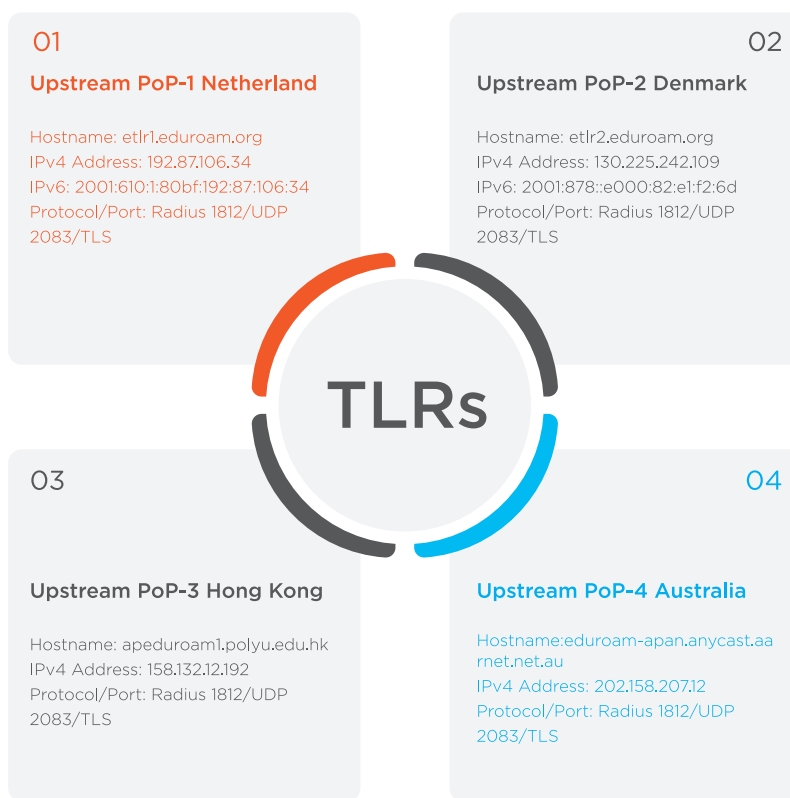 01
Upstream PoP-1 Netherland
Hostname: etlr1.eduroam.org
IPv4 Address: 192.87.106.34
IPv6: 2001:610:1:80bf:192:87:106:34
Protocol/Port: Radius 1812/UDP
2083/TLS
02
Upstream PoP-2 Denmark
Hostname: etlr2.eduroam.org
IPv4 Address: 130.225.242.109
IPv6: 2001:878::e000:82:e1:f2:6d
Protocol/Port: Radius 1812/UDP
2083/TLS
TLRs
03
Upstream PoP-3 Hong Kong
Hostname: apeduroam1.polyu.edu.hk
IPv4 Address: 158.132.12.192
Protocol/Port: Radius 1812/UDP
2083/TLS
04
Upstream PoP-4 Australia
Hostname:eduroam-apan.anycast.aa
rnet.net.au
IPv4 Address: 202.158.207.12
Protocol/Port: Radius 1812/UDP
2083/TLS